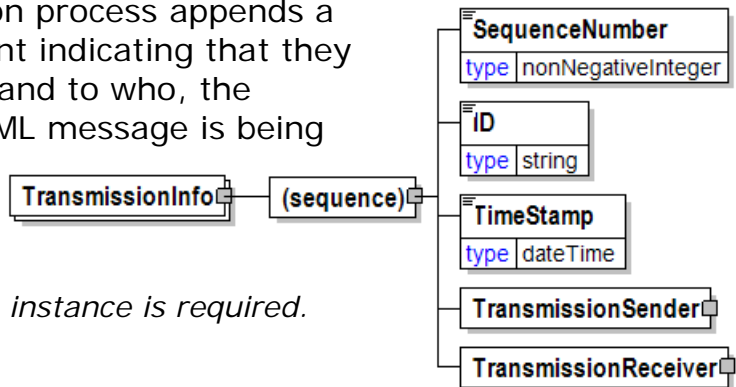 on process appends a
nt indicating that they
and to who, the
ML message is being
instance is required.
TransmissionInfo
(sequence)
SequenceNumber
type nonNegativeInteger
ID
type string
TimeStamp
type dateTime
TransmissionSender
TransmissionReceiver